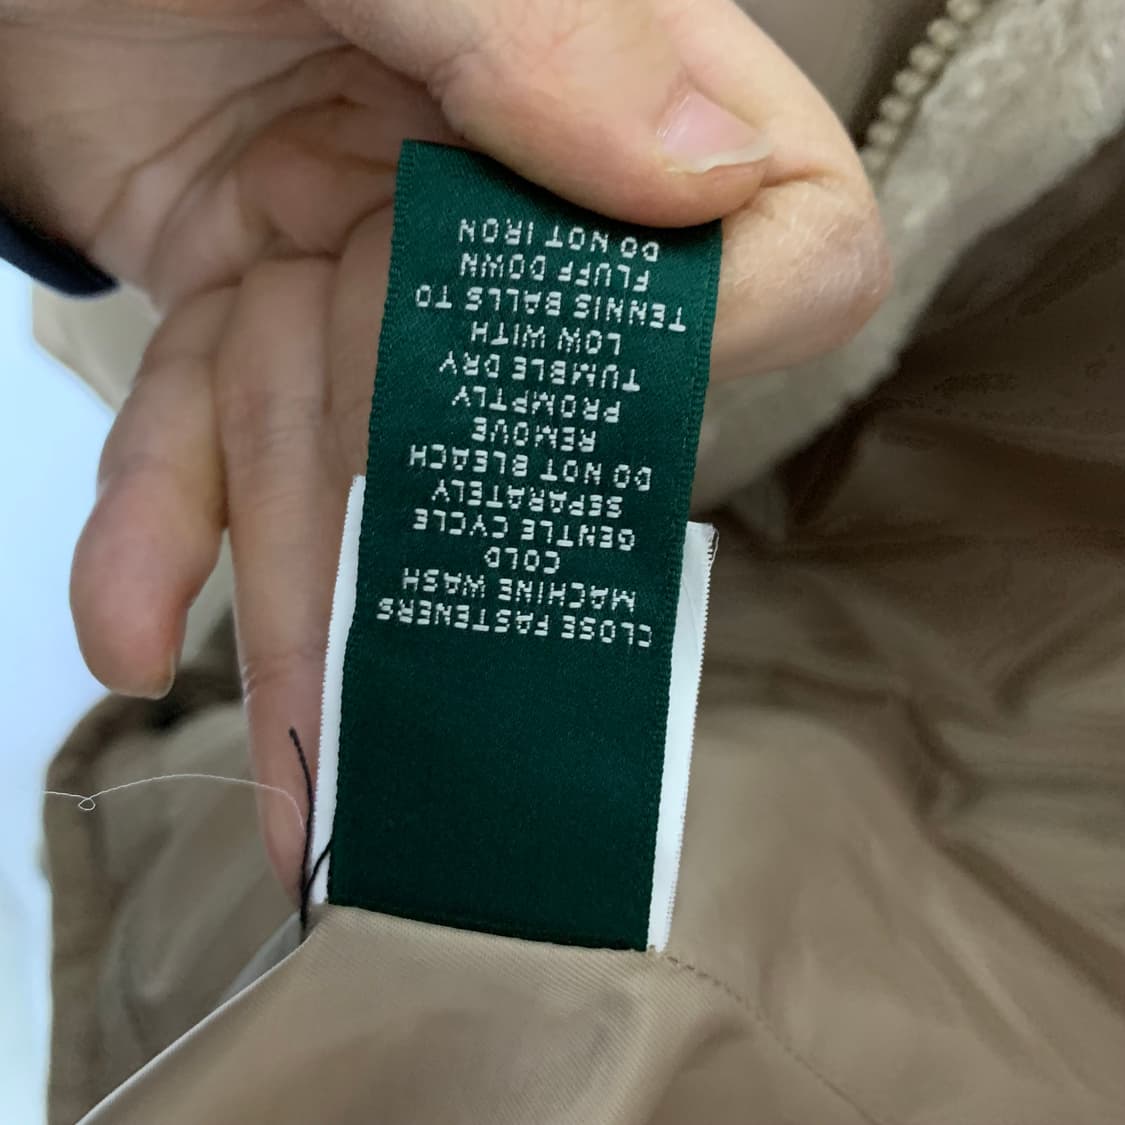 CLOSE FASTENERS
MACHINE WASH
COLD
GENTLE CYCLE
SEPARATELY
DO NOT BLEACH
REMOVE
PROMPTLY
TUMBLE DRY
LOW WITH
TENNIS BALLS TO
FLUFF DOWN
DO NOT IRON